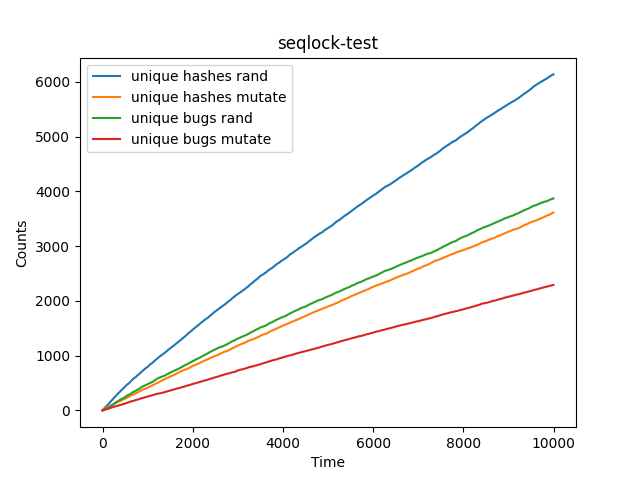 seqlock-test
unique hashes rand
unique hashes mutate
unique bugs rand
unique bugs mutate
Counts
6000
5000
4000
3000
2000
1000
0
0 2000 4000 6000 8000 10000
Time